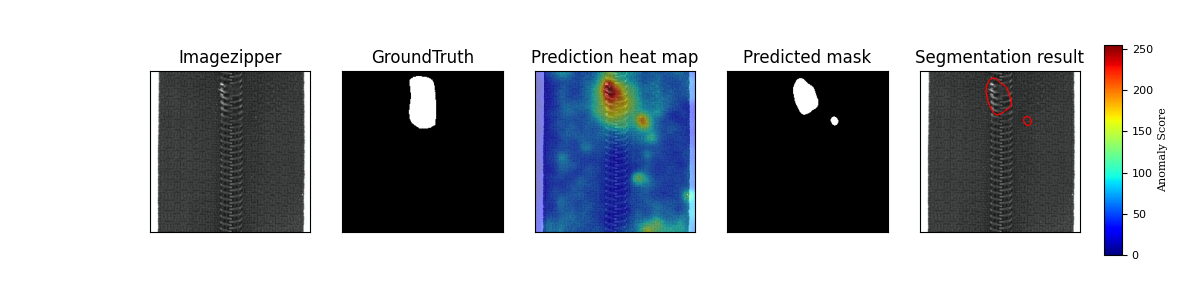 Imagezipper
GroundTruth
Prediction heat map
Predicted mask
Segmentation result
250
200
150
100
50
0
Anomaly Score